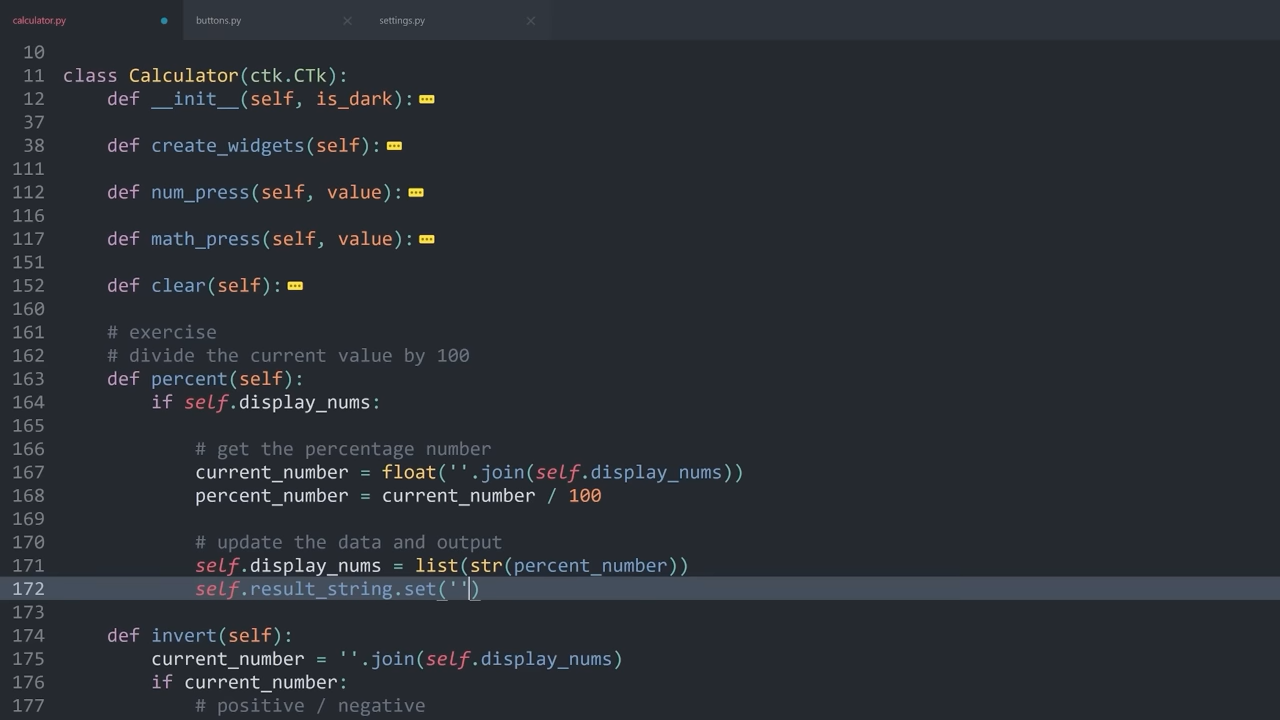 calculator.py buttons.py settings.py
10
11 class Calculator(ctk.CTk):
12     def __init__(self, is_dark):
37
38     def create_widgets(self):
111
112     def num_press(self, value):
116
117     def math_press(self, value):
151
152     def clear(self):
160
161     # exercise
162     # divide the current value by 100
163     def percent(self):
164         if self.display_nums:
165
166             # get the percentage number
167             current_number = float(''.join(self.display_nums))
168             percent_number = current_number / 100
169
170             # update the data and output
171             self.display_nums = list(str(percent_number))
172             self.result_string.set('')
173
174     def invert(self):
175         current_number = ''.join(self.display_nums)
176         if current_number:
177             # positive / negative